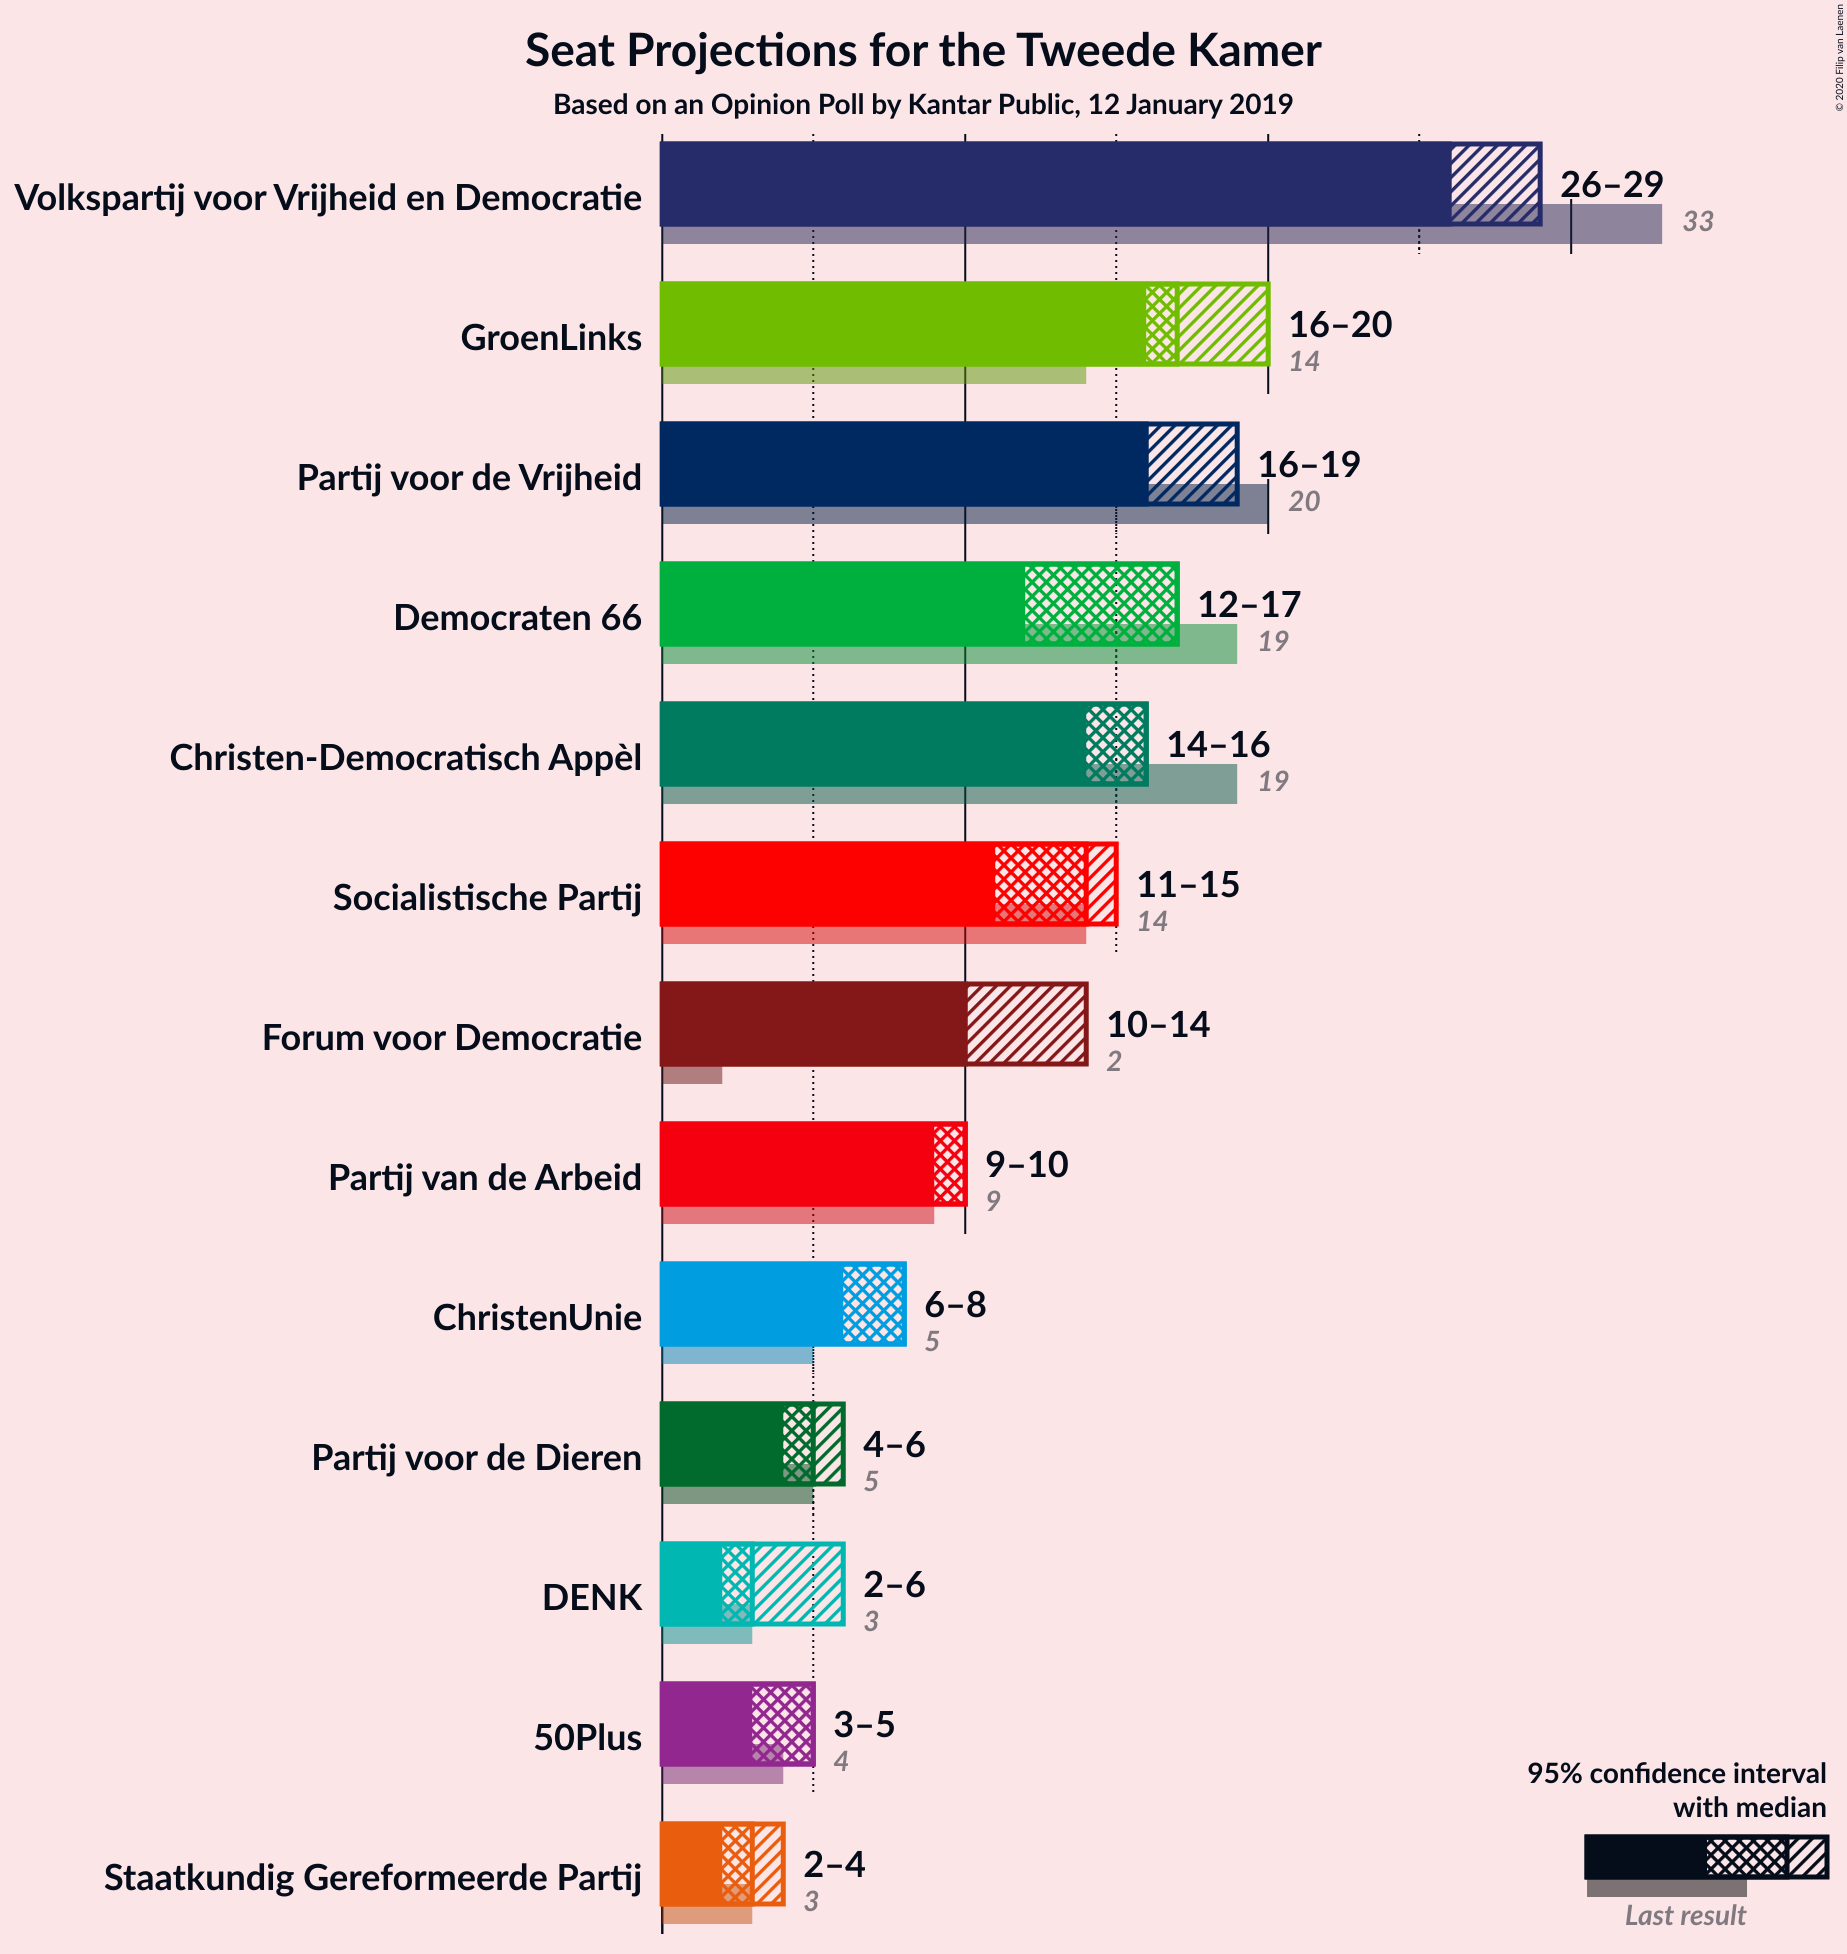 Seat Projections for the Tweede Kamer
Based on an Opinion Poll by Kantar Public, 12 January 2019
© 2020 Filip van Laenen
Volkspartij voor Vrijheid en Democratie
26–29
33
GroenLinks
16–20
14
Partij voor de Vrijheid
16–19
20
Democraten 66
12–17
19
Christen-Democratisch Appèl
14–16
19
Socialistische Partij
11–15
14
Forum voor Democratie
10–14
2
Partij van de Arbeid
9–10
9
ChristenUnie
6–8
5
Partij voor de Dieren
4–6
5
DENK
2–6
3
50Plus
3–5
4
Staatkundig Gereformeerde Partij
2–4
3
95% confidence interval
with median
Last result